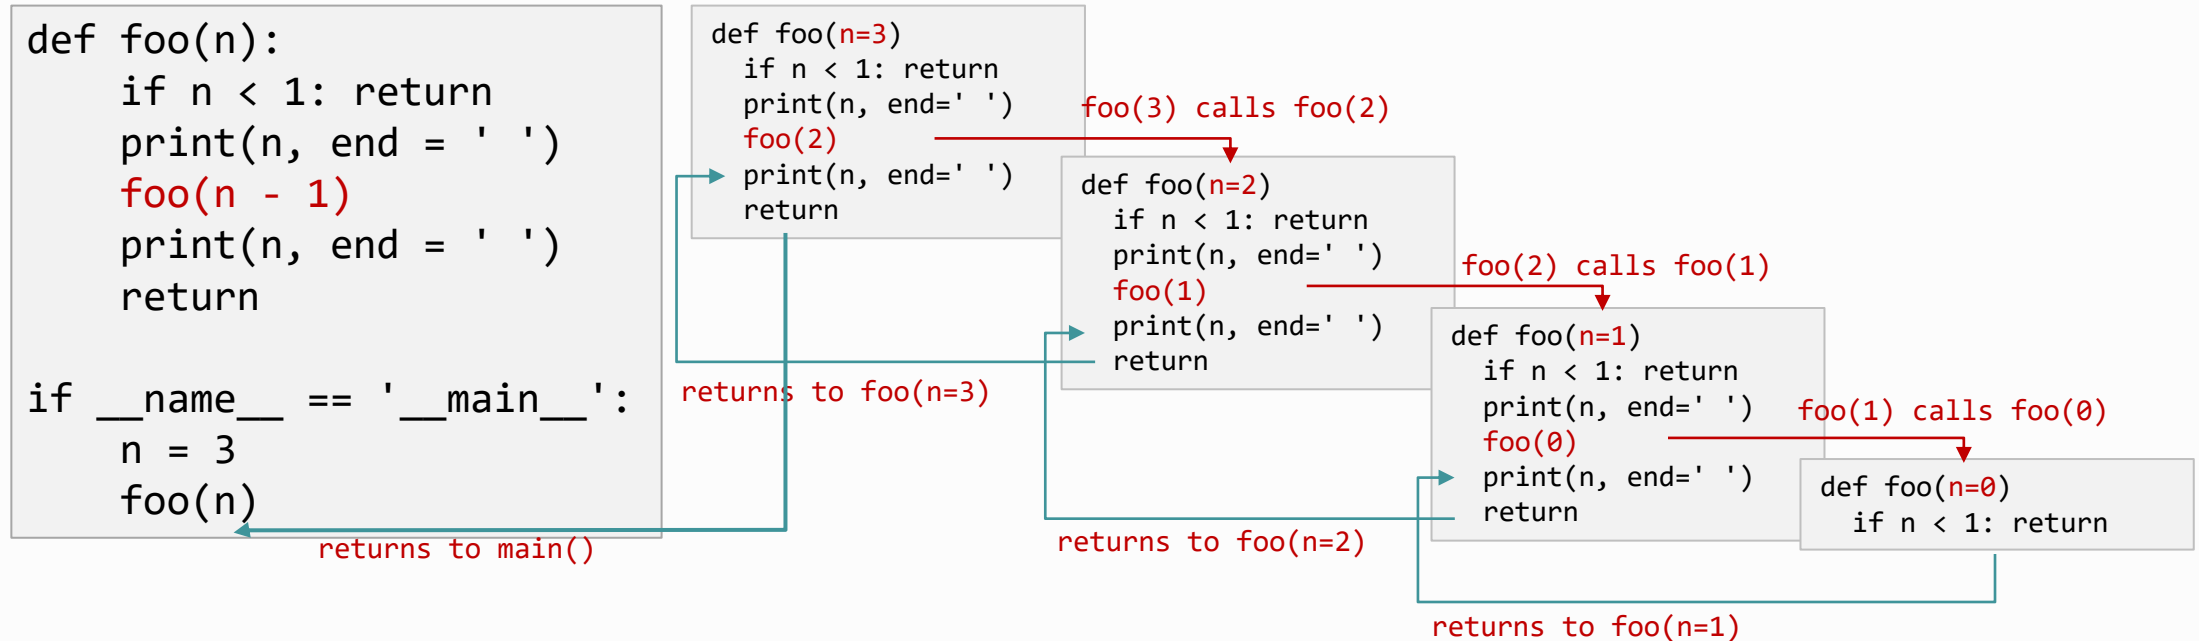 def foo(n):
    if n < 1: return
    print(n, end = ' ')
    foo(n - 1)
    print(n, end = ' ')
    return

if __name__ == '__main__':
    n = 3
    foo(n)
returns to main()
def foo(n=3)
  if n < 1: return
  print(n, end=' ')
  foo(2)
  print(n, end=' ')
  return
foo(3) calls foo(2)
returns to foo(n=3)
def foo(n=2)
  if n < 1: return
  print(n, end=' ')
  foo(1)
  print(n, end=' ')
  return
foo(2) calls foo(1)
returns to foo(n=2)
def foo(n=1)
  if n < 1: return
  print(n, end=' ')
  foo(0)
  print(n, end=' ')
  return
foo(1) calls foo(0)
def foo(n=0)
  if n < 1: return
returns to foo(n=1)